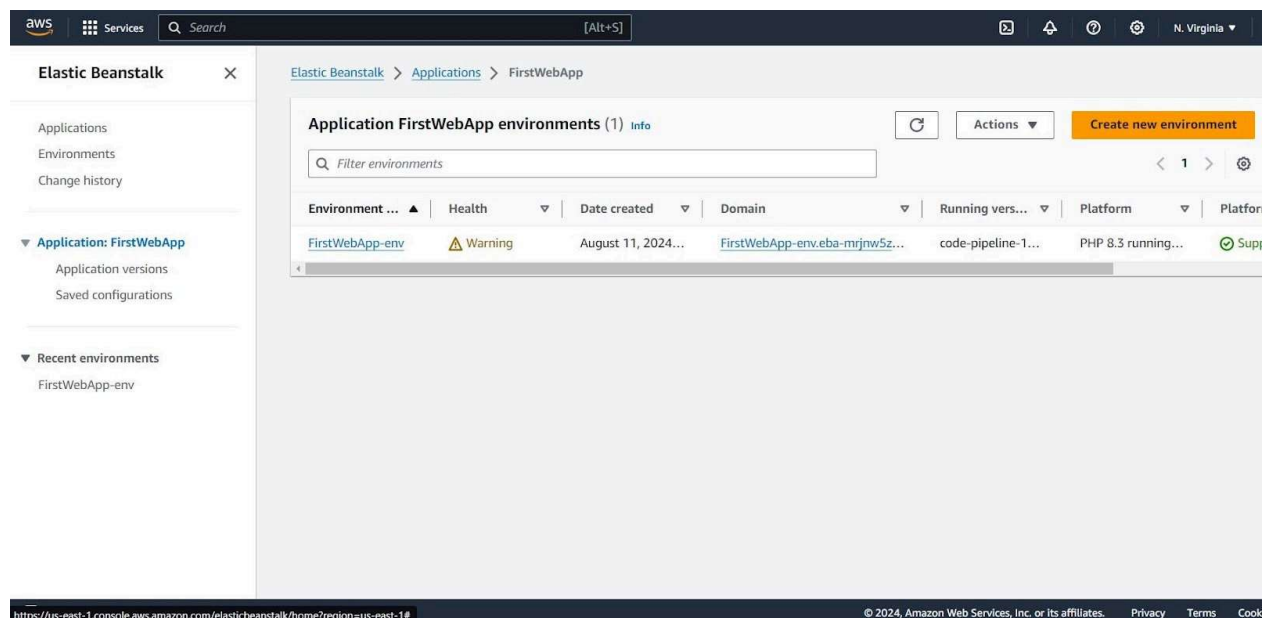 aws Services Search [Alt+S] N. Virginia
Elastic Beanstalk
Applications
Environments
Change history
Application: FirstWebApp
Application versions
Saved configurations
Recent environments
FirstWebApp-env
Elastic Beanstalk > Applications > FirstWebApp
Application FirstWebApp environments (1) Info Actions Create new environment
Filter environments < 1 >
Environment ... Health Date created Domain Running vers... Platform Platfor
FirstWebApp-env Warning August 11, 2024... FirstWebApp-env.eba-mrjnw5z... code-pipeline-1... PHP 8.3 running... Supp
https://us-east-1.console.aws.amazon.com/elasticbeanstalk/home?region=us-east-1# © 2024, Amazon Web Services, Inc. or its affiliates. Privacy Terms Cook